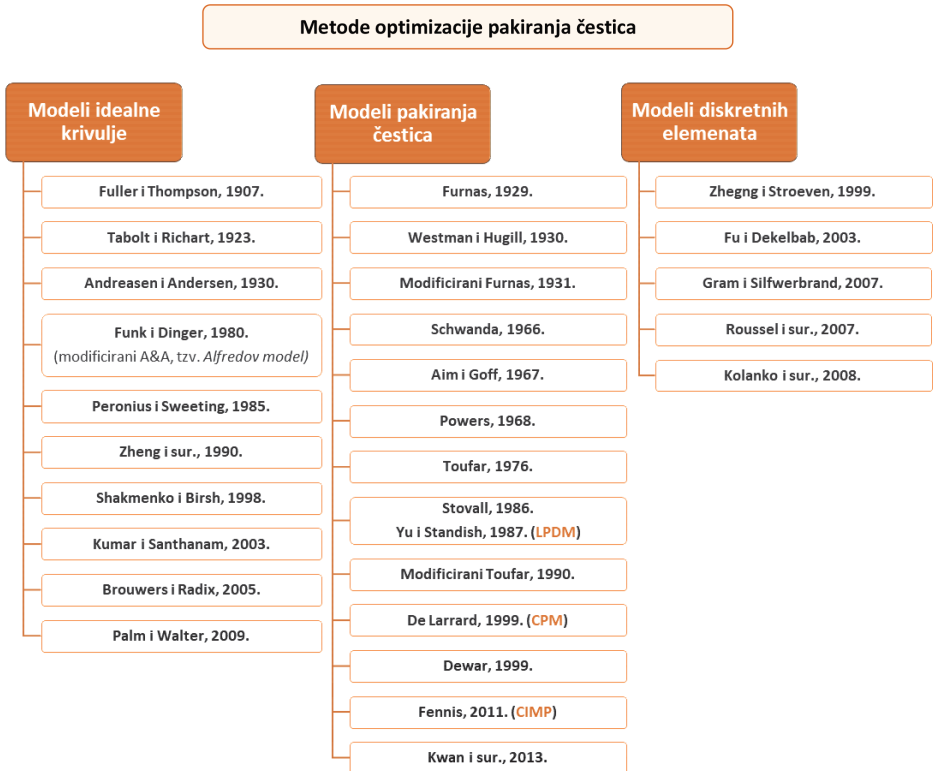 Metode optimizacije pakiranja čestica
Modeli idealne
krivulje
Fuller i Thompson, 1907.
Tabolt i Richart, 1923.
Andreasen i Andersen, 1930.
Funk i Dinger, 1980.
(modificirani A&A, tzv. Alfredov model)
Peronius i Sweeting, 1985.
Zheng i sur., 1990.
Shakmenko i Birsh, 1998.
Kumar i Santhanam, 2003.
Brouwers i Radix, 2005.
Palm i Walter, 2009.
Modeli pakiranja
čestica
Furnas, 1929.
Westman i Hugill, 1930.
Modificirani Furnas, 1931.
Schwanda, 1966.
Aim i Goff, 1967.
Powers, 1968.
Toufar, 1976.
Stovall, 1986.
Yu i Standish, 1987. (LPDM)
Modificirani Toufar, 1990.
De Larrard, 1999. (CPM)
Dewar, 1999.
Fennis, 2011. (CIMP)
Kwan i sur., 2013.
Modeli diskretnih
elemenata
Zhegng i Stroeven, 1999.
Fu i Dekelbab, 2003.
Gram i Silfwerbrand, 2007.
Roussel i sur., 2007.
Kolanko i sur., 2008.